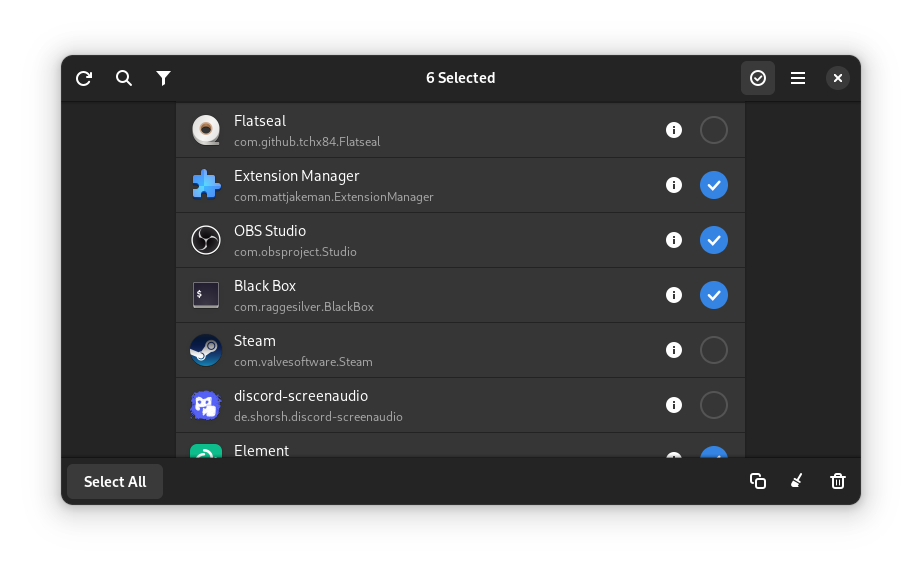 6 Selected
Flatseal
com.github.tchx84.Flatseal
Extension Manager
com.mattjakeman.ExtensionManager
OBS Studio
com.obsproject.Studio
$
Black Box
com.raggesilver.BlackBox
Steam
com.valvesoftware.Steam
discord-screenaudio
de.shorsh.discord-screenaudio
Element
Select All